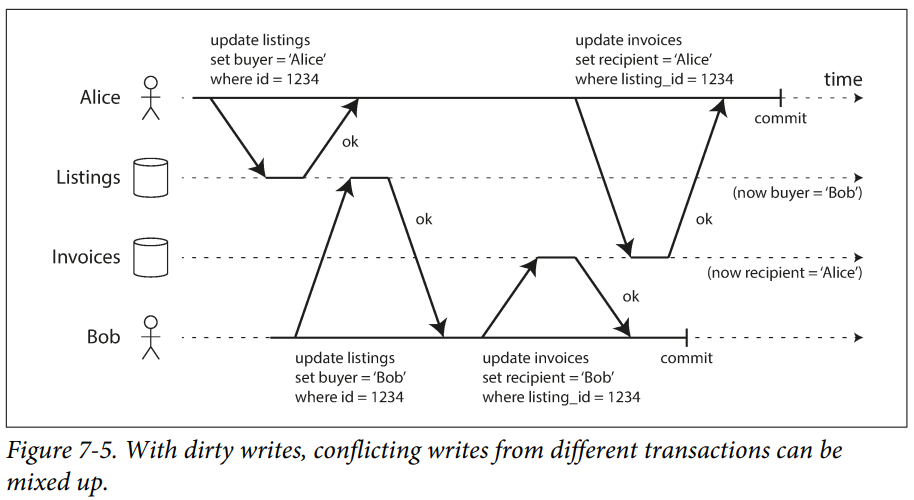 update listings
set buyer = ‘Alice’
where id = 1234
update invoices
set recipient = ‘Alice’
where listing_id = 1234
time
Alice
commit
ok
Listings
(now buyer = ‘Bob’)
ok
ok
Invoices
(now recipient = ‘Alice’)
ok
Bob
commit
update listings
set buyer = ‘Bob’
where id = 1234
update invoices
set recipient = ‘Bob’
where listing_id = 1234
Figure 7-5. With dirty writes, conflicting writes from different transactions can be
mixed up.